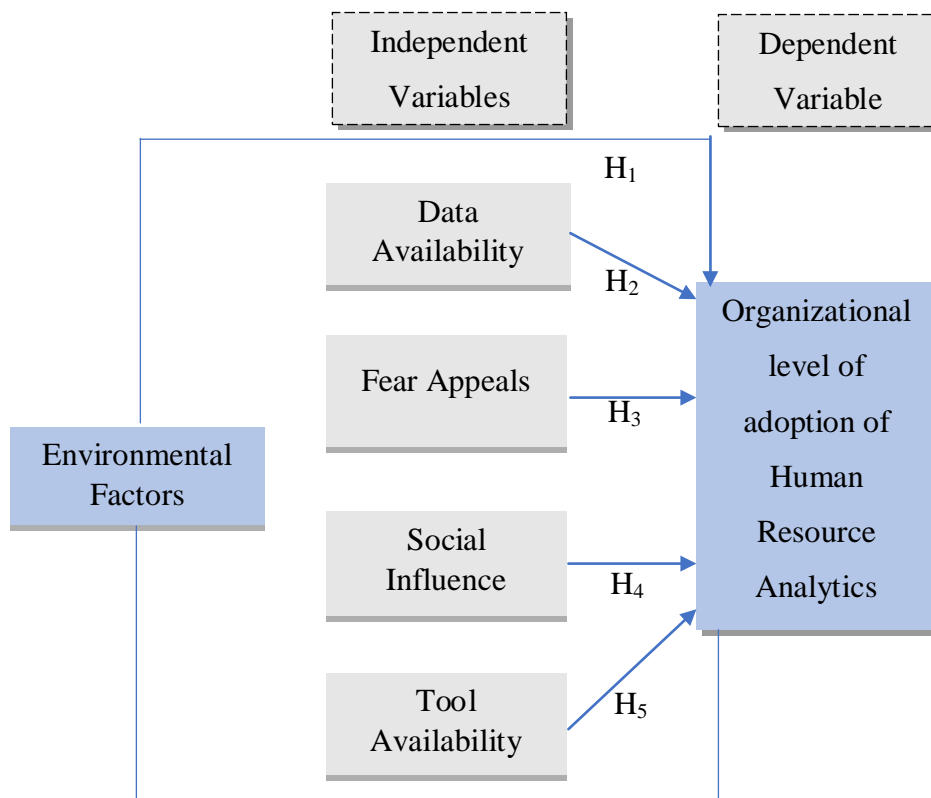 Independent
Variables
Dependent
Variable
H₁
Data
Availability
H₂
Fear Appeals
H₃
Environmental
Factors
Social
Influence
H₄
Tool
Availability
H₅
Organizational
level of
adoption of
Human
Resource
Analytics